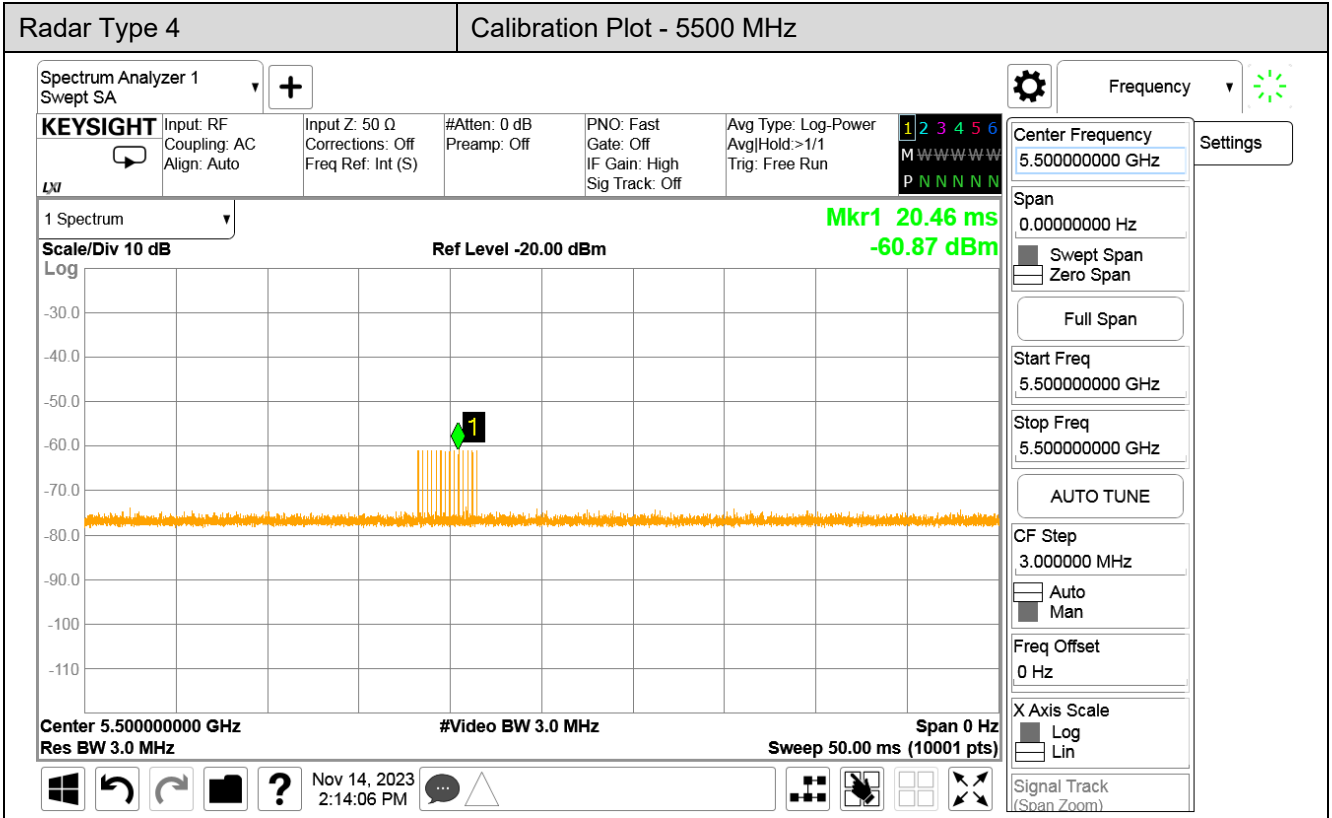 Radar Type 4
Calibration Plot - 5500 MHz
Spectrum Analyzer 1
Swept SA
Frequency
KEYSIGHT
LXI
Input: RF
Coupling: AC
Align: Auto
Input Z: 50 Ω
Corrections: Off
Freq Ref: Int (S)
#Atten: 0 dB
Preamp: Off
PNO: Fast
Gate: Off
IF Gain: High
Sig Track: Off
Avg Type: Log-Power
Avg|Hold:>1/1
Trig: Free Run
1 2 3 4 5 6
M W W W W W
P N N N N N
Center Frequency
5.500000000 GHz
Settings
Span
0.00000000 Hz
Swept Span
Zero Span
Full Span
Start Freq
5.500000000 GHz
Stop Freq
5.500000000 GHz
AUTO TUNE
CF Step
3.000000 MHz
Auto
Man
Freq Offset
0 Hz
X Axis Scale
Log
Lin
Signal Track
(Span Zoom)
1 Spectrum
Scale/Div 10 dB
Ref Level -20.00 dBm
Mkr1 20.46 ms
-60.87 dBm
Log
-30.0
-40.0
-50.0
1
-60.0
-70.0
-80.0
-90.0
-100
-110
Center 5.500000000 GHz
#Video BW 3.0 MHz
Span 0 Hz
Res BW 3.0 MHz
Sweep 50.00 ms (10001 pts)
Nov 14, 2023
2:14:06 PM